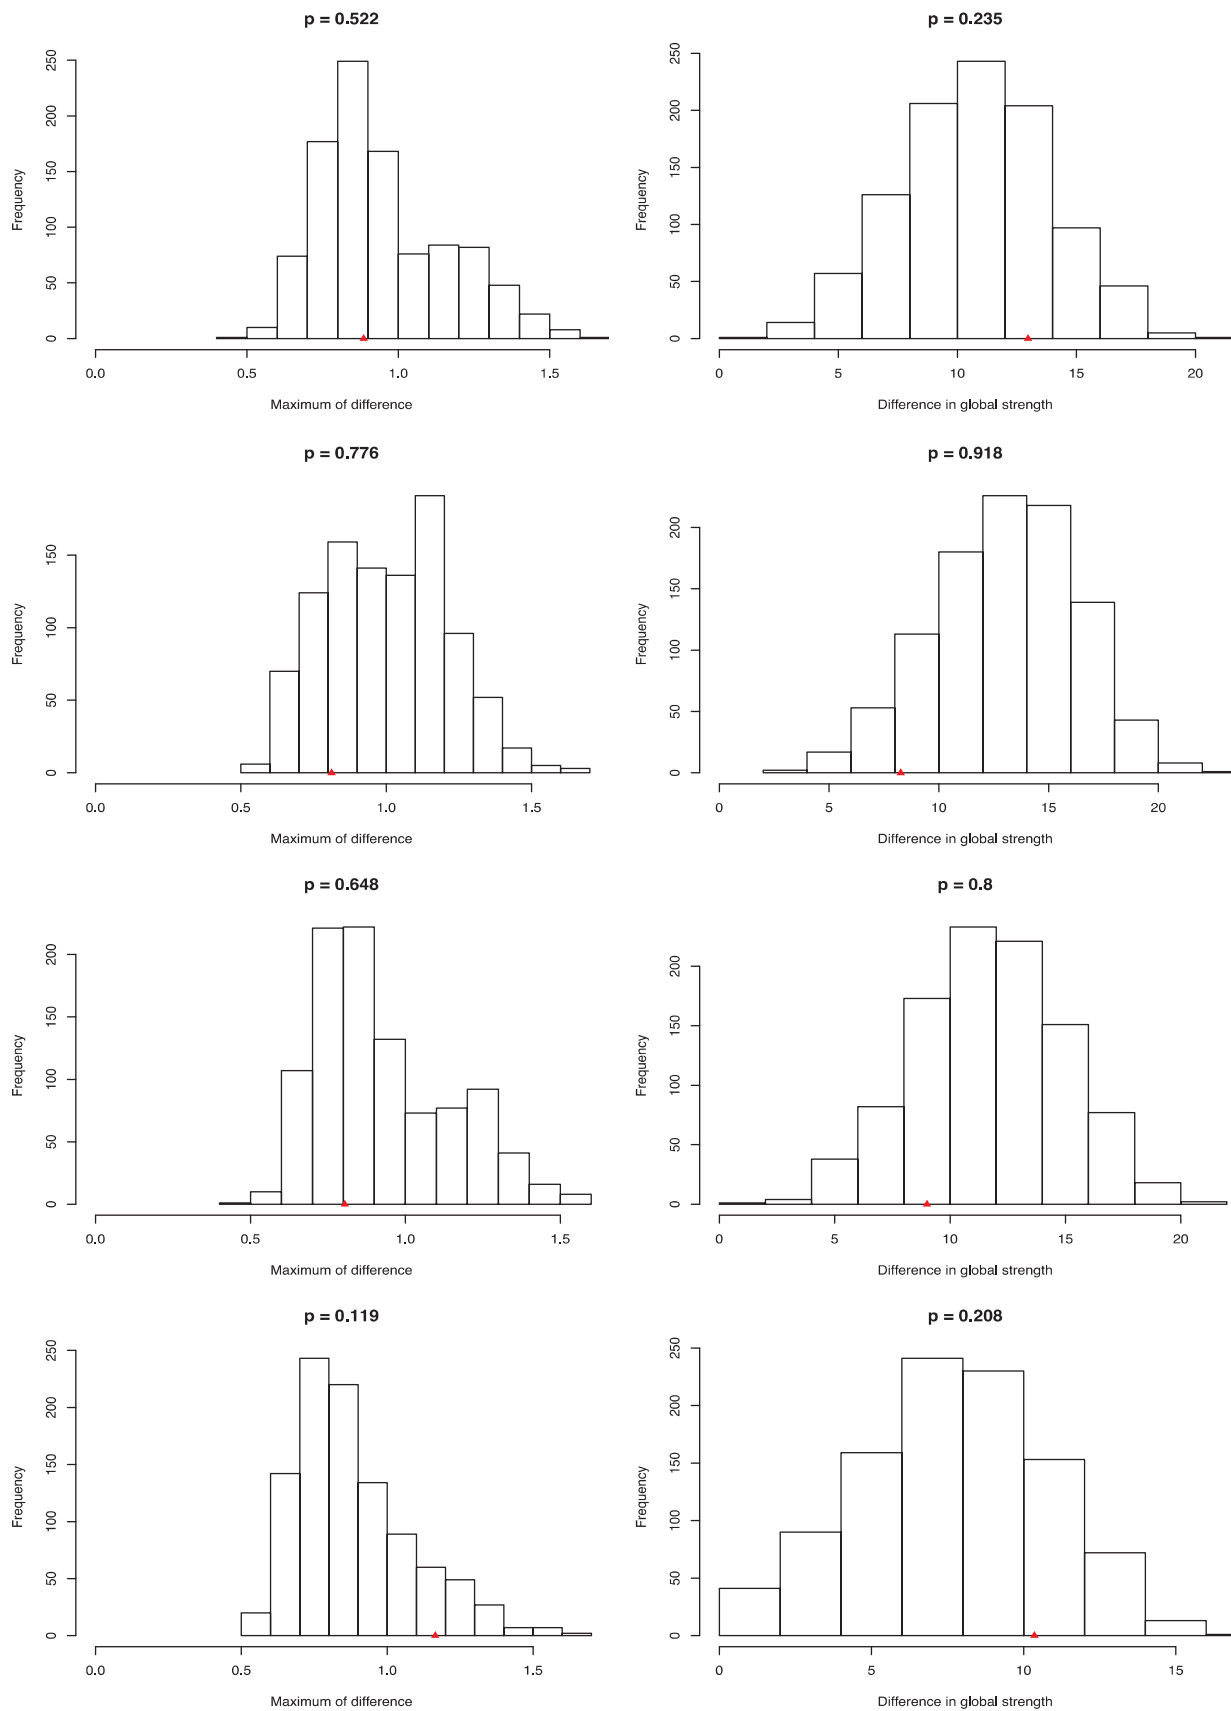 p = 0.522
Frequency
0 50 100 150 200 250
0.0 0.5 1.0 1.5
Maximum of difference
p = 0.235
Frequency
0 50 100 150 200 250
0 5 10 15 20
Difference in global strength
p = 0.776
Frequency
0 50 100 150
0.0 0.5 1.0 1.5
Maximum of difference
p = 0.918
Frequency
0 50 100 150 200
0 5 10 15 20
Difference in global strength
p = 0.648
Frequency
0 50 100 150 200
0.0 0.5 1.0 1.5
Maximum of difference
p = 0.8
Frequency
0 50 100 150 200
0 5 10 15 20
Difference in global strength
p = 0.119
Frequency
0 50 100 150 200 250
0.0 0.5 1.0 1.5
Maximum of difference
p = 0.208
Frequency
0 50 100 150 200 250
0 5 10 15
Difference in global strength